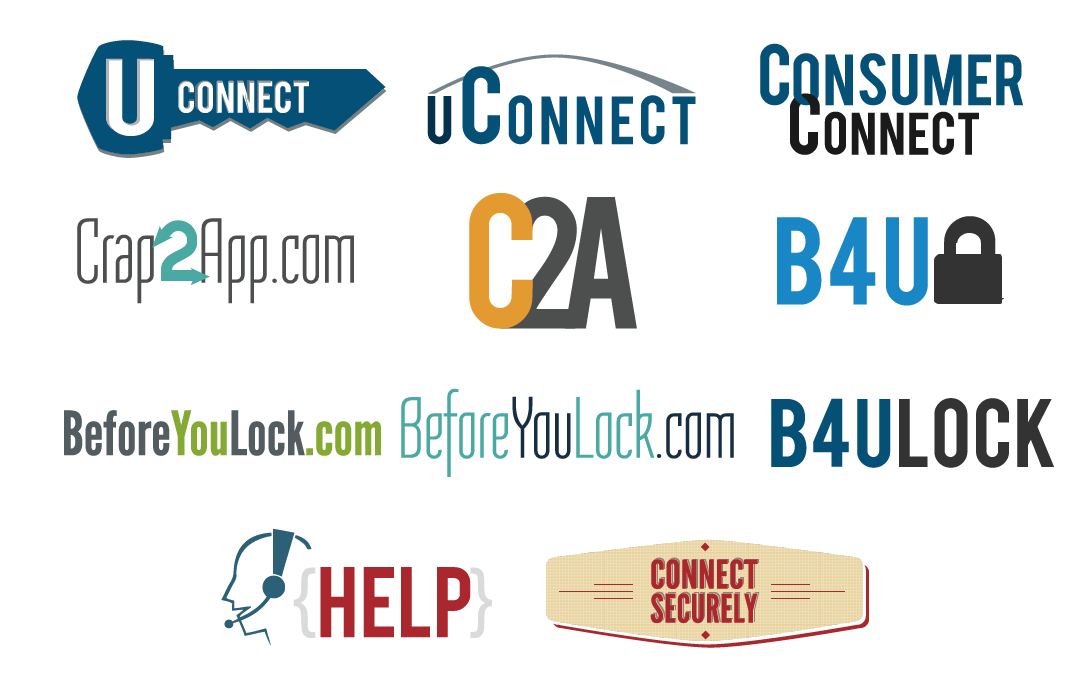 U CONNECT
UCONNECT
CONSUMER
CONNECT
Crap2App.com
C2A
B4U
BeforeYouLock.com
BeforeYouLock.com
B4ULOCK
{HELP}
CONNECT
SECURELY